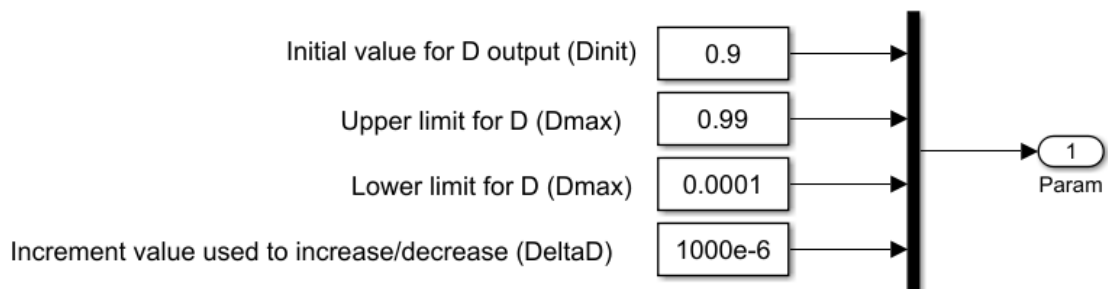 Initial value for D output (Dinit) 0.9
Upper limit for D (Dmax) 0.99
Lower limit for D (Dmax) 0.0001
Increment value used to increase/decrease (DeltaD) 1000e-6
1
Param